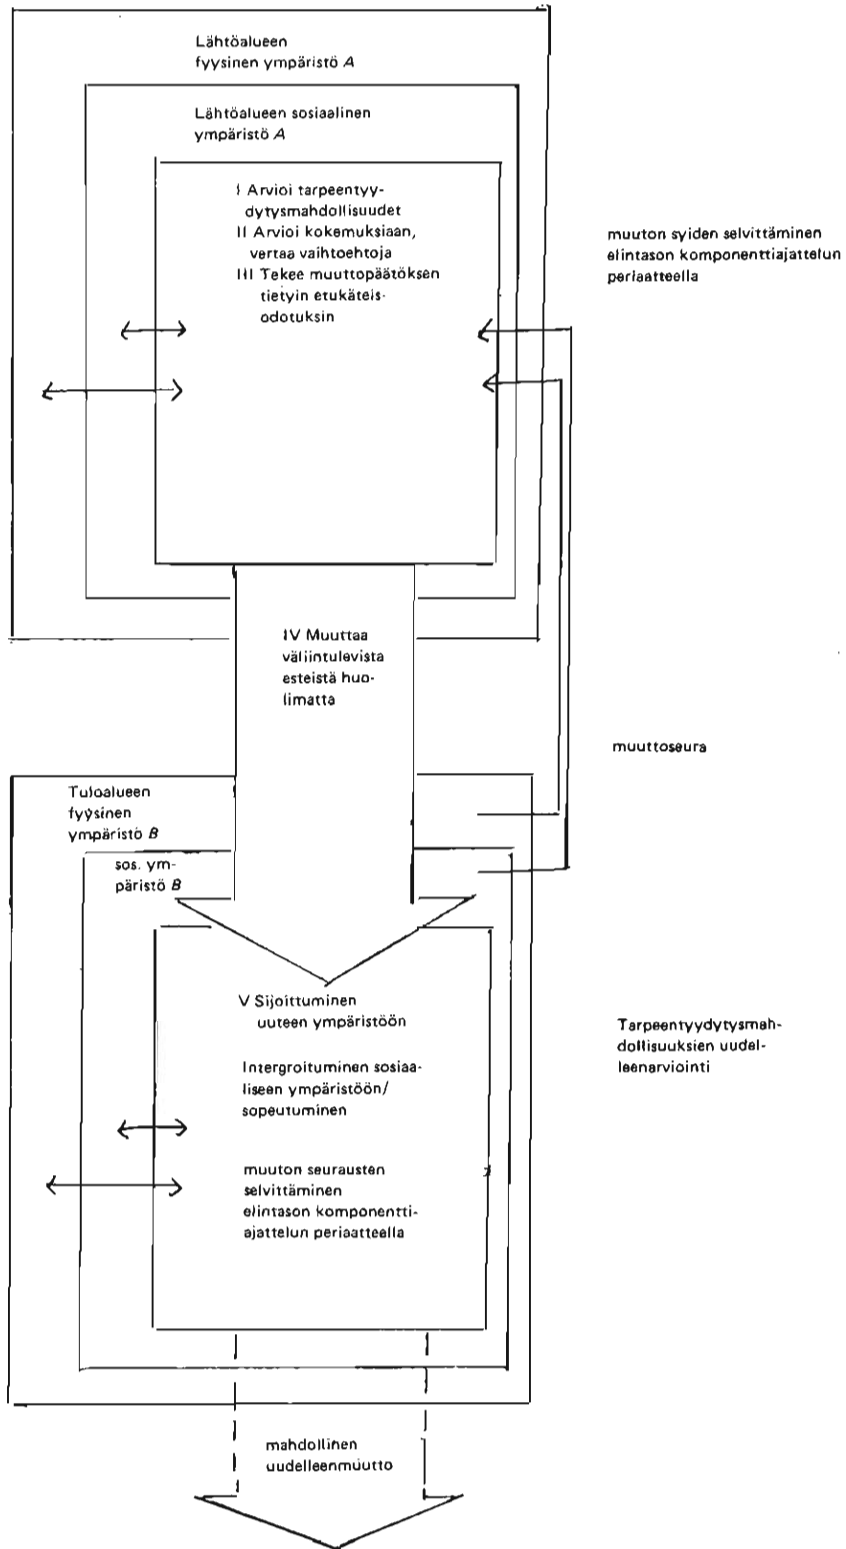 Lähtöalueen
fyysinen ympäristö A
Lähtöalueen sosiaalinen
ympäristö A
I Arvioi tarpeentyy-
dytysmahdollisuudet
II Arvioi kokemuksiaan,
vertaa vaihtoehtoja
III Tekee muuttopäätöksen
tietyin etukäteis-
odotuksin
muuton syiden selvittäminen
elintason komponenttiajattelun
periaatteella
IV Muuttaa
väliintulevista
esteistä huo-
limatta
muuttoseura
Tuloalueen
fyysinen
ympäristö B
sos. ym-
päristö B
V Sijoittuminen
uuteen ympäristöön
Intergroituminen sosiaa-
liseen ympäristöön/
sopeutuminen
muuton seurausten
selvittäminen
elintason komponentti-
ajattelun periaatteella
Tarpeentyydytysmah-
dollisuuksien uudel-
leenarviointi
mahdollinen
uudelleenmuutto